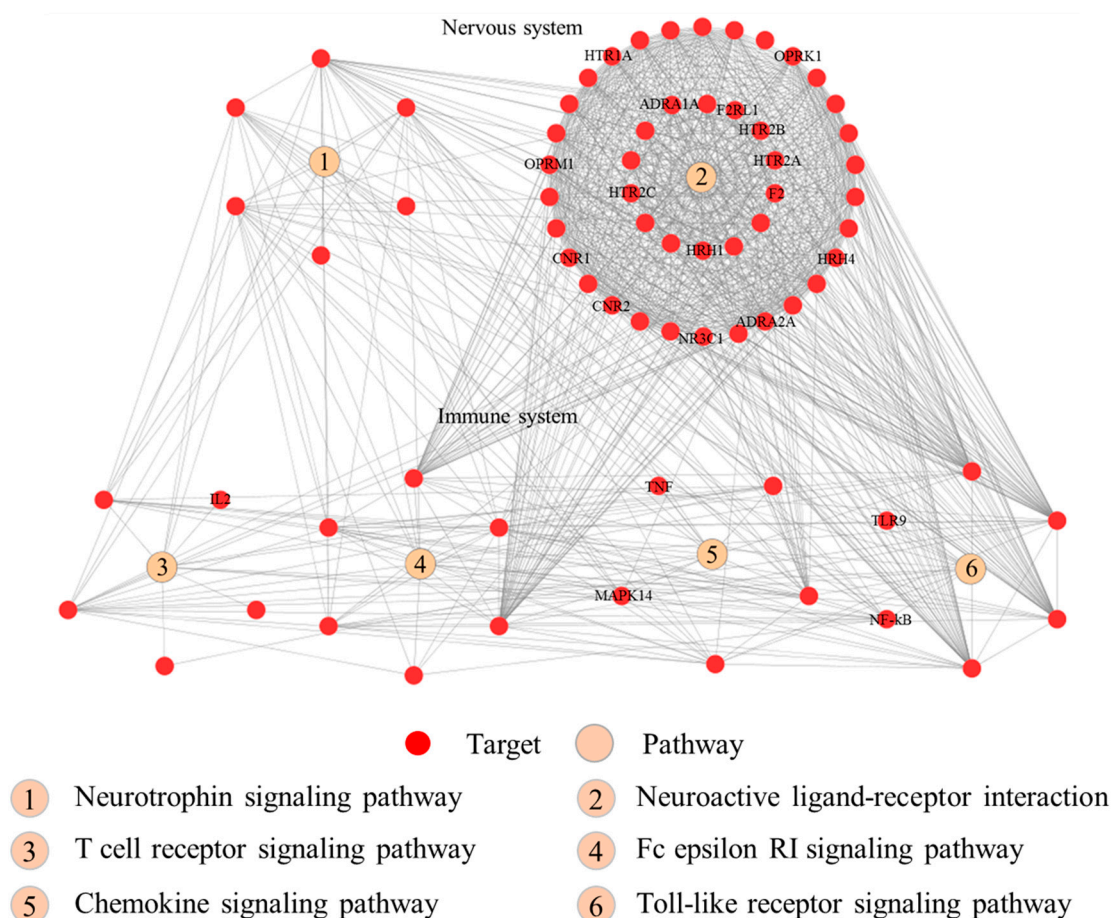 Nervous system
HTR1A
OPRK1
ADRA1A
F2RL1
HTR2B
OPRM1
1
HTR2A
2
HTR2C
F2
HRH1
CNR1
HRH4
CNR2
ADRA2A
NR3C1
Immune system
IL2
TNF
TLR9
3
4
5
6
MAPK14
NF-kB
Target
Pathway
1 Neurotrophin signaling pathway
2 Neuroactive ligand-receptor interaction
3 T cell receptor signaling pathway
4 Fc epsilon RI signaling pathway
5 Chemokine signaling pathway
6 Toll-like receptor signaling pathway